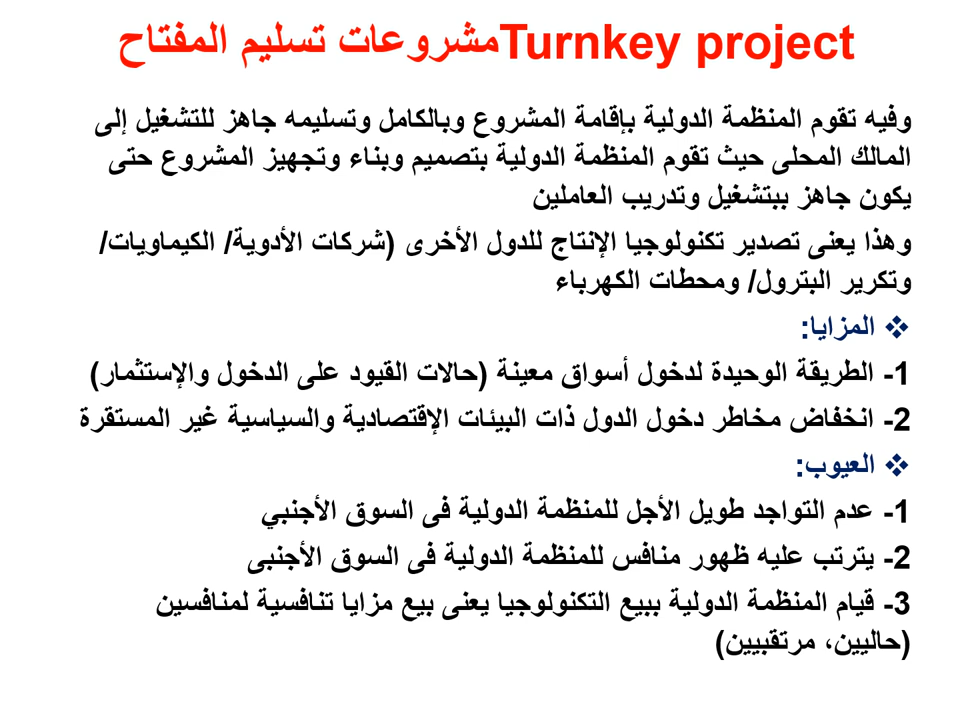 مشروعات تسليم المفتاح Turnkey project
وفيه تقوم المنظمة الدولية بإقامة المشروع وبالكامل وتسليمه جاهز للتشغيل إلى
المالك المحلى حيث تقوم المنظمة الدولية بتصميم وبناء وتجهيز المشروع حتى
يكون جاهز ببتشغيل وتدريب العاملين
وهذا يعنى تصدير تكنولوجيا الإنتاج للدول الأخرى (شركات الأدوية/ الكيماويات/
وتكرير البترول/ ومحطات الكهرباء
❖ المزايا:
1- الطريقة الوحيدة لدخول أسواق معينة (حالات القيود على الدخول والإستثمار)
2- انخفاض مخاطر دخول الدول ذات البيئات الإقتصادية والسياسية غير المستقرة
❖ العيوب:
1- عدم التواجد طويل الأجل للمنظمة الدولية فى السوق الأجنبي
2- يترتب عليه ظهور منافس للمنظمة الدولية فى السوق الأجنبى
3- قيام المنظمة الدولية ببيع التكنولوجيا يعنى بيع مزايا تنافسية لمنافسين
(حاليين، مرتقبيين)